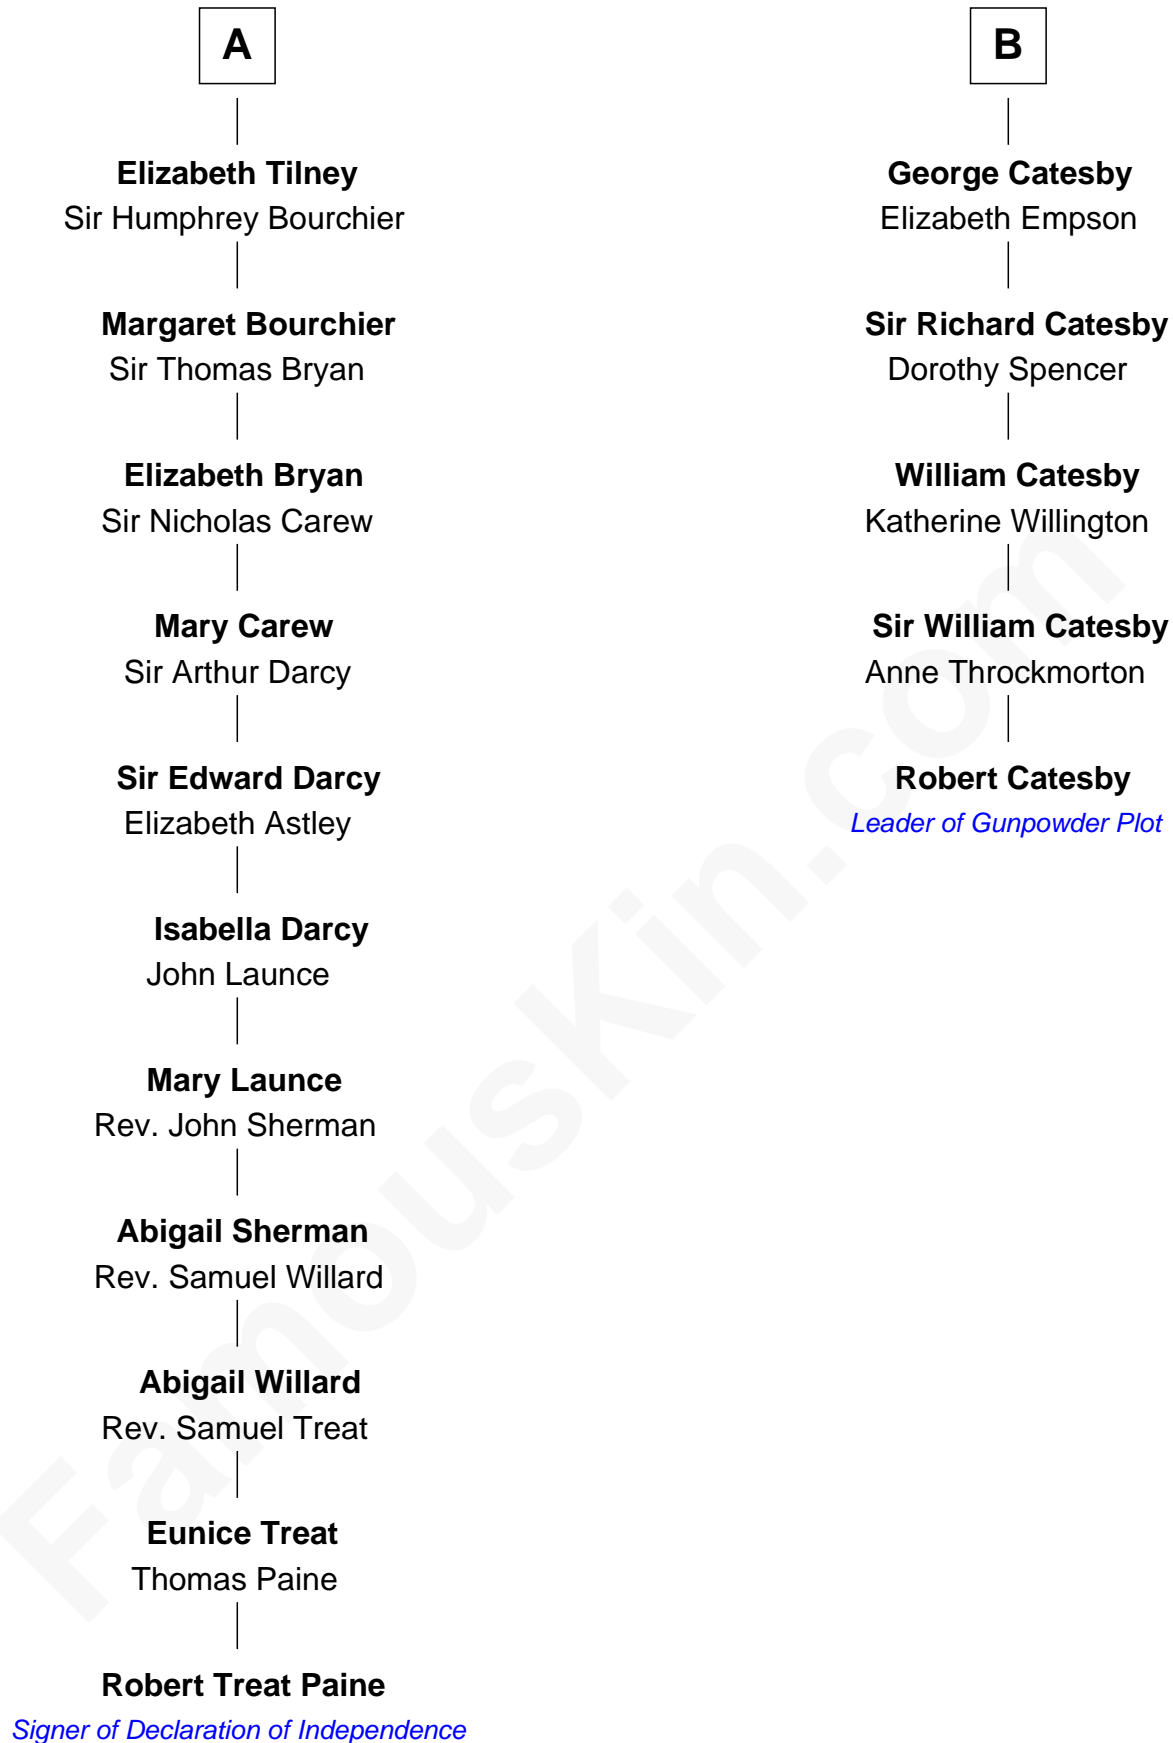 A
Elizabeth Tilney
Sir Humphrey Bourchier
Margaret Bourchier
Sir Thomas Bryan
Elizabeth Bryan
Sir Nicholas Carew
Mary Carew
Sir Arthur Darcy
Sir Edward Darcy
Elizabeth Astley
Isabella Darcy
John Launce
Mary Launce
Rev. John Sherman
Abigail Sherman
Rev. Samuel Willard
Abigail Willard
Rev. Samuel Treat
Eunice Treat
Thomas Paine
Robert Treat Paine
Signer of Declaration of Independence
B
George Catesby
Elizabeth Empson
Sir Richard Catesby
Dorothy Spencer
William Catesby
Katherine Willington
Sir William Catesby
Anne Throckmorton
Robert Catesby
Leader of Gunpowder Plot
FamousKin.com